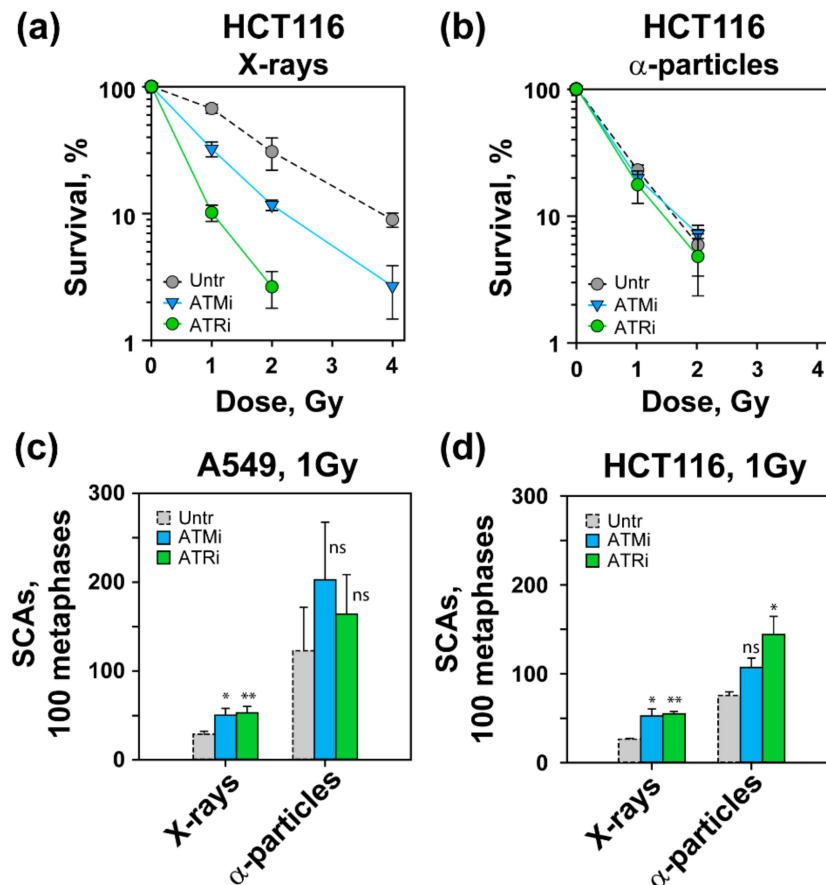 (a)
HCT116
X-rays
Survival, %
100
10
1
Untr
ATMi
ATRi
0 1 2 3 4
Dose, Gy
(b)
HCT116
α-particles
Survival, %
100
10
1
Untr
ATMi
ATRi
0 1 2 3 4
Dose, Gy
(c)
A549, 1Gy
SCAs,
100 metaphases
300
200
100
0
Untr
ATMi
ATRi
* ** ns ns
X-rays
α-particles
(d)
HCT116, 1Gy
SCAs,
100 metaphases
300
200
100
0
Untr
ATMi
ATRi
* ** ns *
X-rays
α-particles